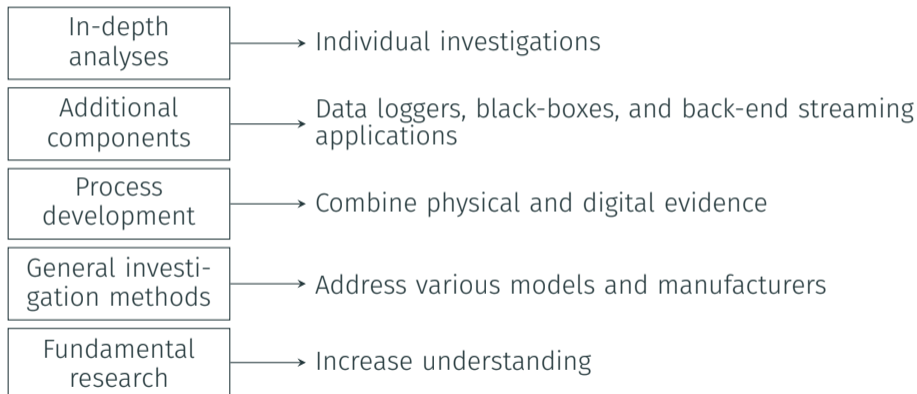 In-depth
analyses
Individual investigations
Additional
components
Data loggers, black-boxes, and back-end streaming
applications
Process
development
Combine physical and digital evidence
General investi-
gation methods
Address various models and manufacturers
Fundamental
research
Increase understanding